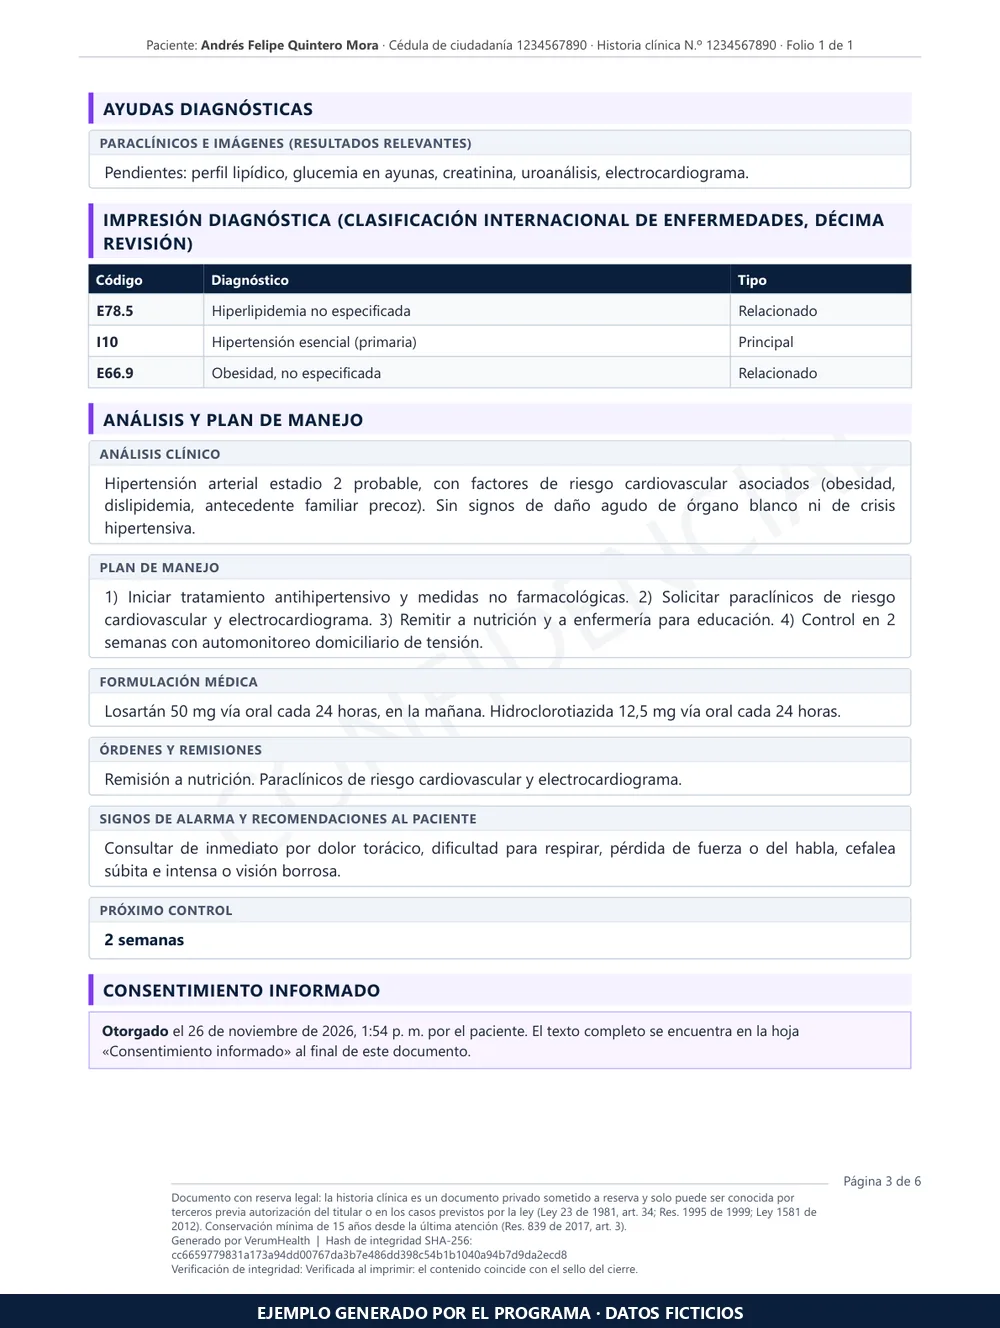 Paciente: Andrés Felipe Quintero Mora · Cédula de ciudadanía 1234567890 · Historia clínica N.º 1234567890 · Folio 1 de 1
AYUDAS DIAGNÓSTICAS
PARACLÍNICOS E IMÁGENES (RESULTADOS RELEVANTES)
Pendientes: perfil lipídico, glucemia en ayunas, creatinina, uroanálisis, electrocardiograma.
IMPRESIÓN DIAGNÓSTICA (CLASIFICACIÓN INTERNACIONAL DE ENFERMEDADES, DÉCIMA
REVISIÓN)
Código Diagnóstico Tipo
E78.5 Hiperlipidemia no especificada Relacionado
I10 Hipertensión esencial (primaria) Principal
E66.9 Obesidad, no especificada Relacionado
ANÁLISIS Y PLAN DE MANEJO
ANÁLISIS CLÍNICO
Hipertensión arterial estadio 2 probable, con factores de riesgo cardiovascular asociados (obesidad,
dislipidemia, antecedente familiar precoz). Sin signos de daño agudo de órgano blanco ni de crisis
hipertensiva.
PLAN DE MANEJO
1) Iniciar tratamiento antihipertensivo y medidas no farmacológicas. 2) Solicitar paraclínicos de riesgo
cardiovascular y electrocardiograma. 3) Remitir a nutrición y a enfermería para educación. 4) Control en 2
semanas con automonitoreo domiciliario de tensión.
FORMULACIÓN MÉDICA
Losartán 50 mg vía oral cada 24 horas, en la mañana. Hidroclorotiazida 12,5 mg vía oral cada 24 horas.
ÓRDENES Y REMISIONES
Remisión a nutrición. Paraclínicos de riesgo cardiovascular y electrocardiograma.
SIGNOS DE ALARMA Y RECOMENDACIONES AL PACIENTE
Consultar de inmediato por dolor torácico, dificultad para respirar, pérdida de fuerza o del habla, cefalea
súbita e intensa o visión borrosa.
PRÓXIMO CONTROL
2 semanas
CONSENTIMIENTO INFORMADO
Otorgado el 26 de noviembre de 2026, 1:54 p. m. por el paciente. El texto completo se encuentra en la hoja
«Consentimiento informado» al final de este documento.
CONFIDENCIAL
Página 3 de 6
Documento con reserva legal: la historia clínica es un documento privado sometido a reserva y solo puede ser conocida por
terceros previa autorización del titular o en los casos previstos por la ley (Ley 23 de 1981, art. 34; Res. 1995 de 1999; Ley 1581 de
2012). Conservación mínima de 15 años desde la última atención (Res. 839 de 2017, art. 3).
Generado por VerumHealth | Hash de integridad SHA-256:
cc6659779831a173a94dd00767da3b7e486dd398c54b1b1040a94b7d9da2ecd8
Verificación de integridad: Verificada al imprimir: el contenido coincide con el sello del cierre.
EJEMPLO GENERADO POR EL PROGRAMA · DATOS FICTICIOS